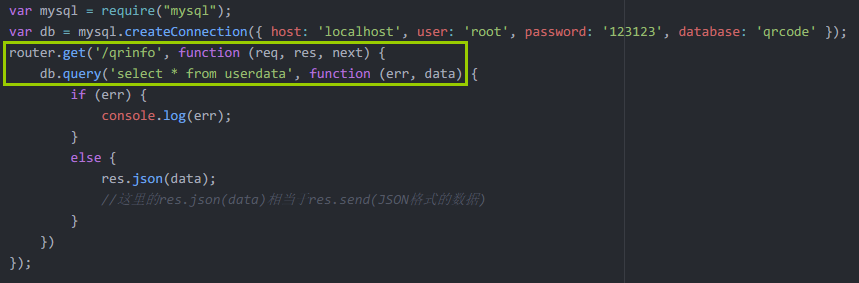 var mysql = require("mysql");
var db = mysql.createConnection({ host: 'localhost', user: 'root', password: '123123', database: 'qrcode' });
router.get('/qrinfo', function (req, res, next) {
db.query('select * from userdata', function (err, data) {
if (err) {
console.log(err);
}
else {
res.json(data);
//这里的res.json(data)相当于res.send(JSON格式的数据)
}
})
});